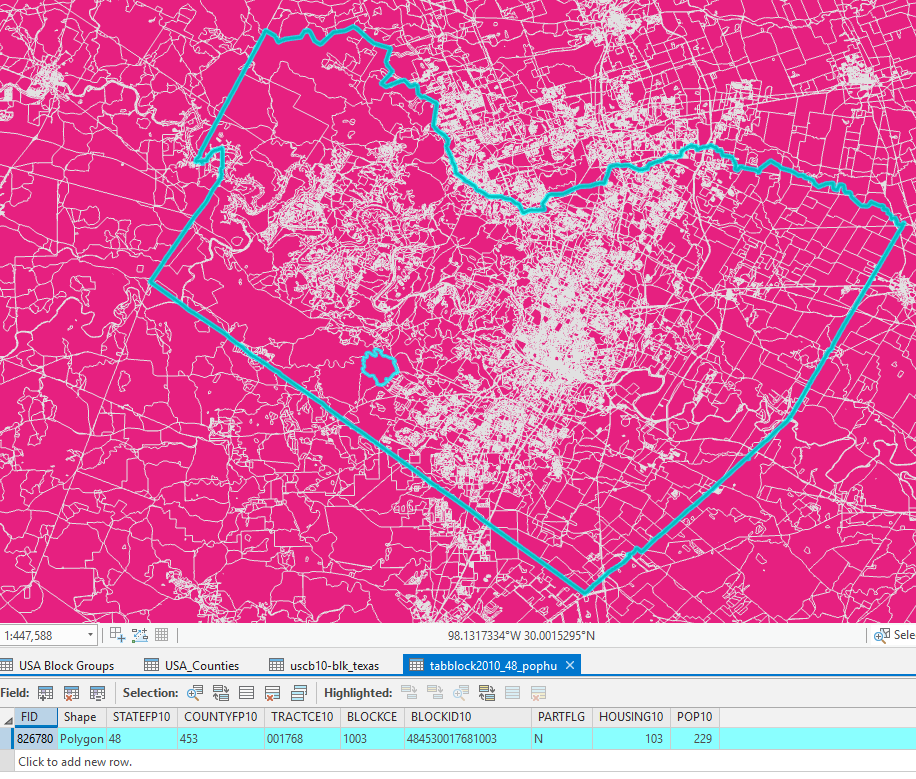 1:447,588 98.1317334°W 30.0015295°N Sele
USA Block Groups USA_Counties uscb10-blk_texas tabblock2010_48_pophu ×
Field: Selection: Highlighted:
FID Shape STATEFP10 COUNTYFP10 TRACTCE10 BLOCKCE BLOCKID10 PARTFLG HOUSING10 POP10
826780 Polygon 48 453 001768 1003 484530017681003 N 103 229
Click to add new row.